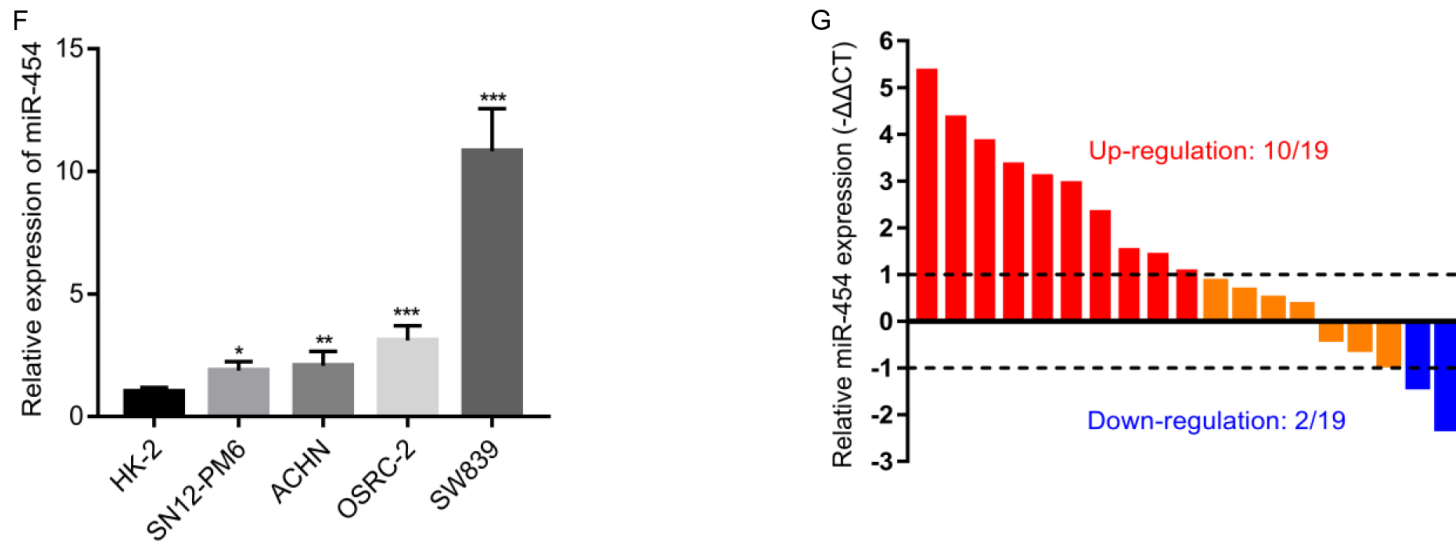 F
Relative expression of miR-454
15
10
5
0
*
**
***
***
HK-2
SN12-PM6
ACHN
OSRC-2
SW839
G
Relative miR-454 expression (-ΔΔCT)
6
5
4
3
2
1
0
-1
-2
-3
Up-regulation: 10/19
Down-regulation: 2/19